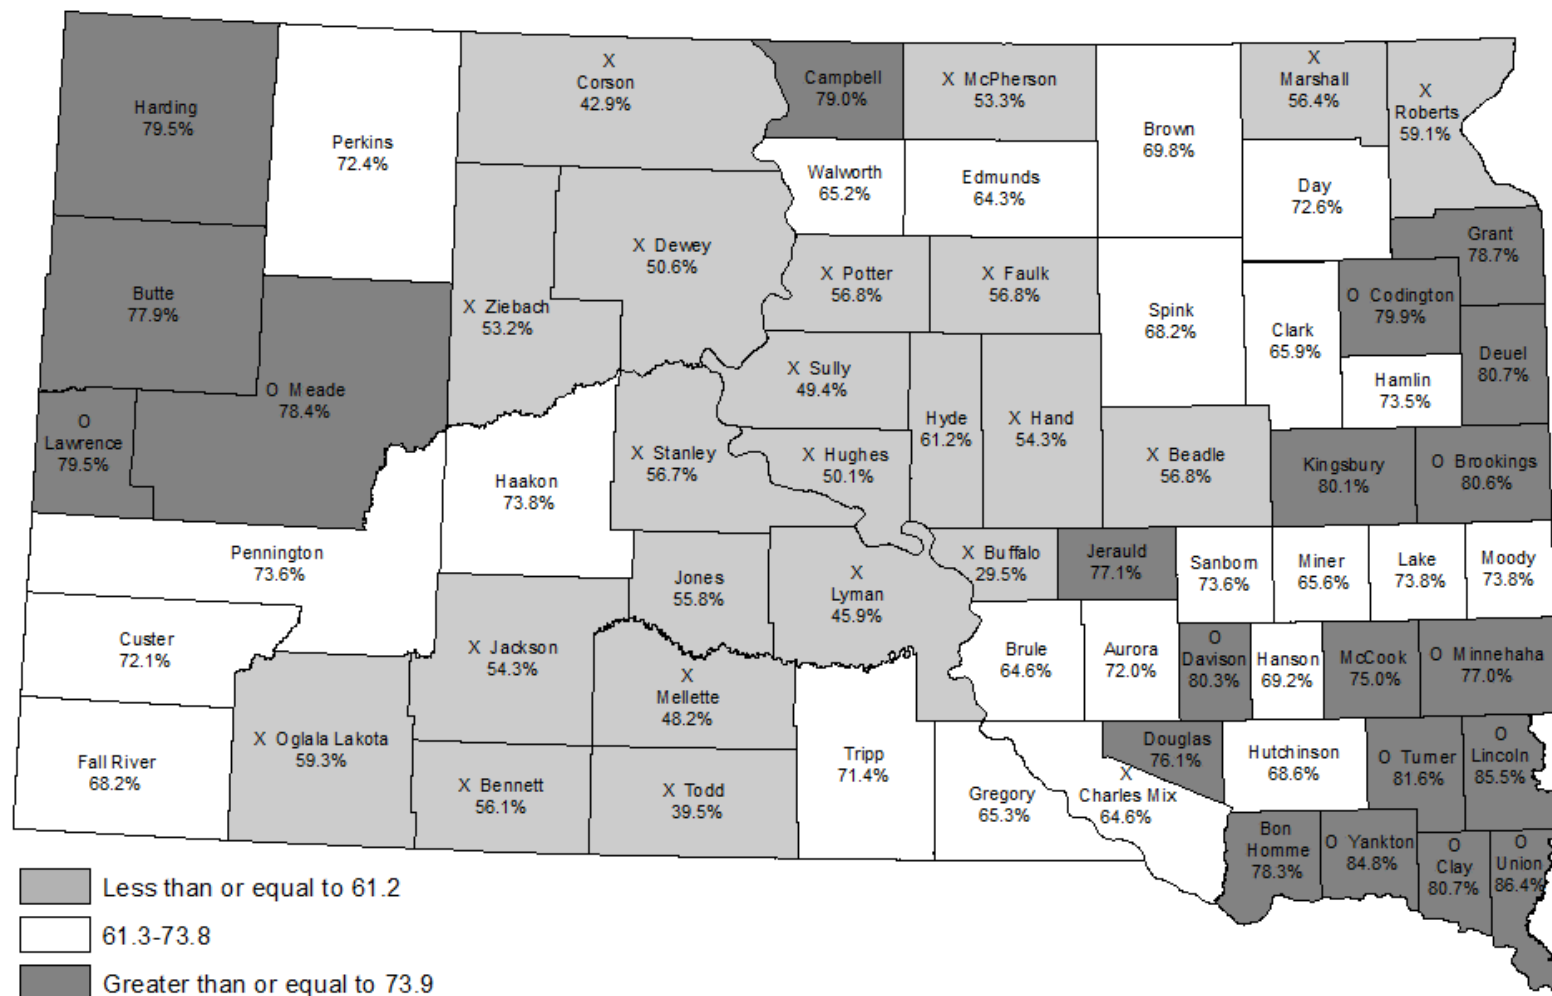 Harding
79.5%
Perkins
72.4%
X
Corson
42.9%
Campbell
79.0%
X McPherson
53.3%
Brown
69.8%
X
Marshall
56.4%
X
Roberts
59.1%
Walworth
65.2%
Edmunds
64.3%
Day
72.6%
Grant
78.7%
Butte
77.9%
X Ziebach
53.2%
X Dewey
50.6%
X Potter
56.8%
X Faulk
56.8%
Spink
68.2%
Clark
65.9%
O Codington
79.9%
Deuel
80.7%
Hamlin
73.5%
O Meade
78.4%
O
Lawrence
79.5%
X Sully
49.4%
Hyde
61.2%
X Hand
54.3%
Haakon
73.8%
X Stanley
56.7%
X Hughes
50.1%
X Beadle
56.8%
Kingsbury
80.1%
O Brookings
80.6%
Pennington
73.6%
Jones
55.8%
X
Lyman
45.9%
X Buffalo
29.5%
Jerauld
77.1%
Sanborn
73.6%
Miner
65.6%
Lake
73.8%
Moody
73.8%
Custer
72.1%
X Jackson
54.3%
X
Mellette
48.2%
Brule
64.6%
Aurora
72.0%
O
Davison
80.3%
Hanson
69.2%
McCook
75.0%
O Minnehaha
77.0%
Fall River
68.2%
X Oglala Lakota
59.3%
X Bennett
56.1%
X Todd
39.5%
Tripp
71.4%
Gregory
65.3%
X
Charles Mix
64.6%
Douglas
76.1%
Hutchinson
68.6%
O Turner
81.6%
O
Lincoln
85.5%
Bon
Homme
78.3%
O Yankton
84.8%
O
Clay
80.7%
O
Union
86.4%
Less than or equal to 61.2
61.3-73.8
Greater than or equal to 73.9